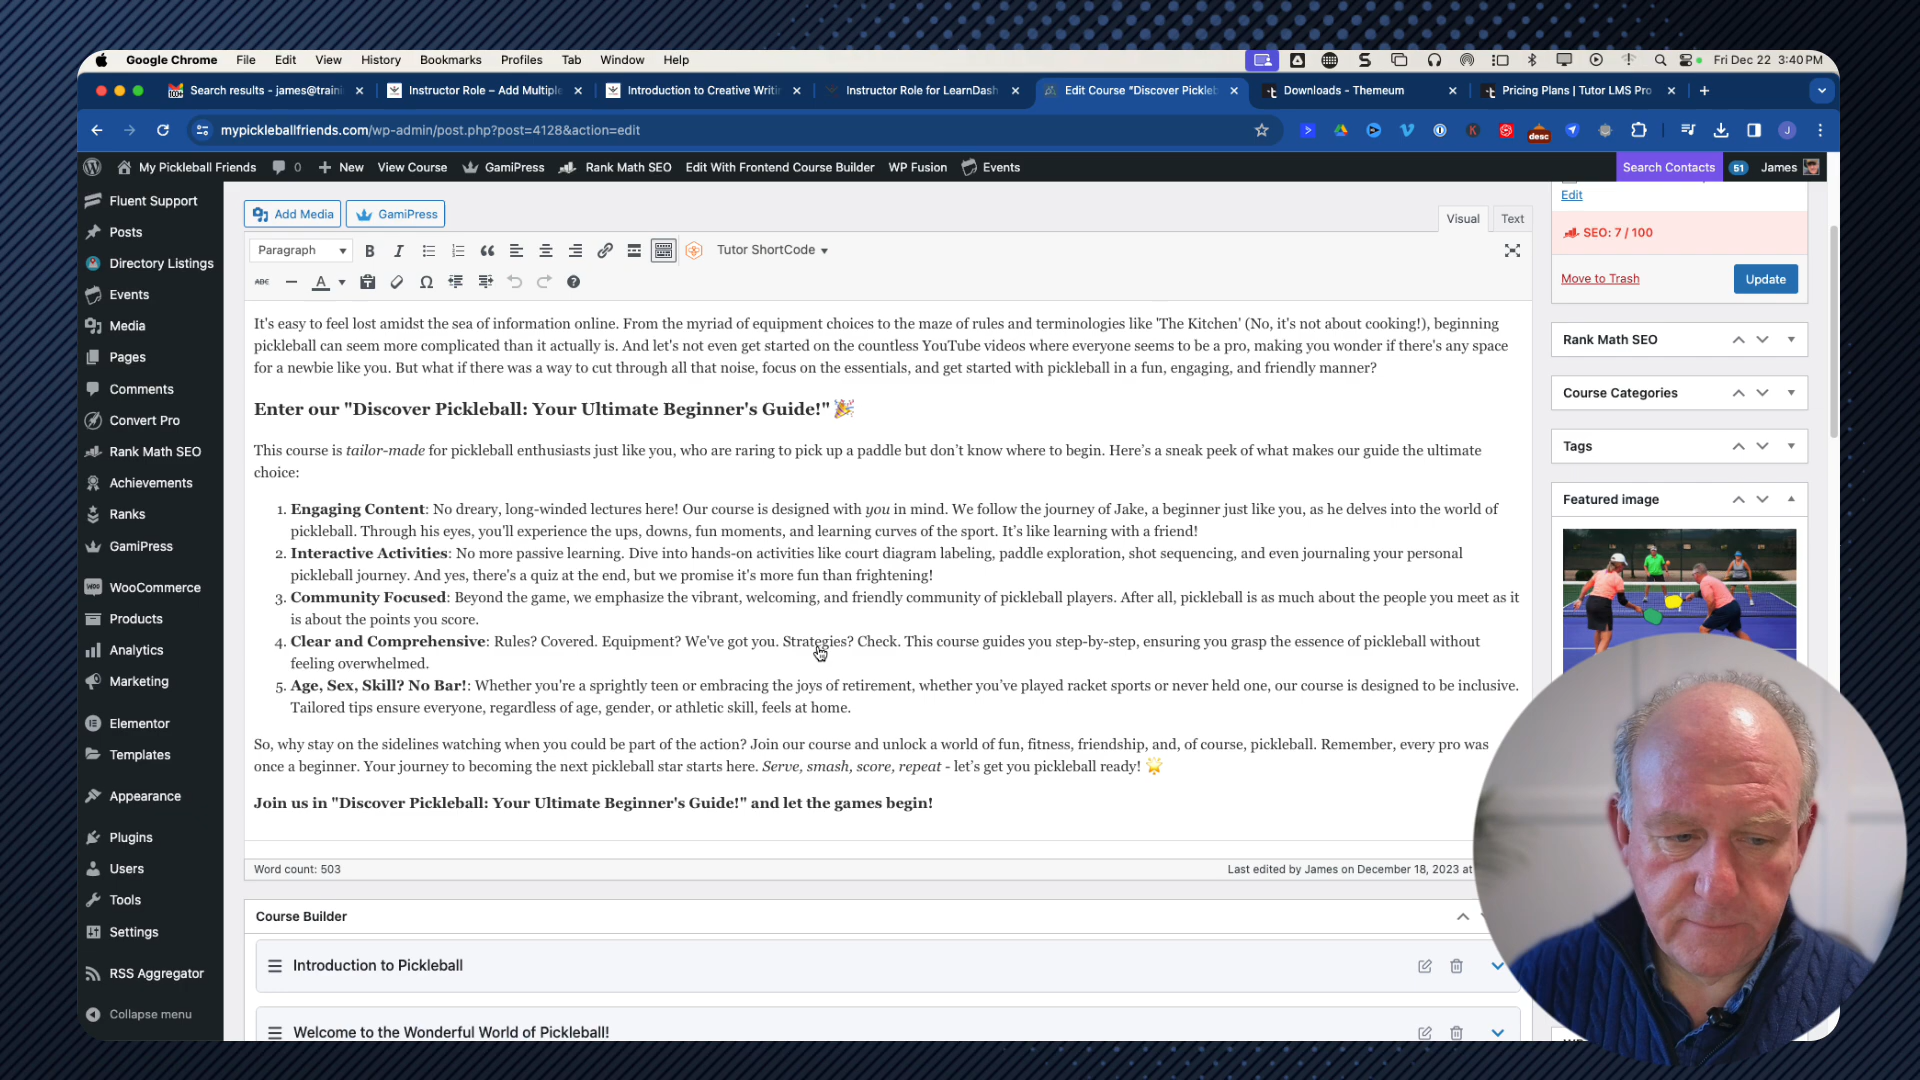 Google Chrome File Edit View History Bookmarks Profiles Tab Window Help Fri Dec 22 3:40 PM
Search results - james@traini Instructor Role – Add Multiple Introduction to Creative Writin Instructor Role for LearnDash Edit Course "Discover Pickleb Downloads - Themeum Pricing Plans | Tutor LMS Pro
mypickleballfriends.com/wp-admin/post.php?post=4128&action=edit
desc
J
My Pickleball Friends 0 New View Course GamiPress Rank Math SEO Edit With Frontend Course Builder WP Fusion Events Search Contacts 51 James
Fluent Support
Posts
Directory Listings
Events
Media
Pages
Comments
Convert Pro
Rank Math SEO
Achievements
Ranks
GamiPress
WooCommerce
Products
Analytics
Marketing
Elementor
Templates
Appearance
Plugins
Users
Tools
Settings
RSS Aggregator
Collapse menu
Add Media GamiPress
Visual Text
Paragraph B I Tutor ShortCode
ABC A
It's easy to feel lost amidst the sea of information online. From the myriad of equipment choices to the maze of rules and terminologies like 'The Kitchen' (No, it's not about cooking!), beginning
pickleball can seem more complicated than it actually is. And let's not even get started on the countless YouTube videos where everyone seems to be a pro, making you wonder if there's any space
for a newbie like you. But what if there was a way to cut through all that noise, focus on the essentials, and get started with pickleball in a fun, engaging, and friendly manner?
Enter our "Discover Pickleball: Your Ultimate Beginner's Guide!" 🎉
This course is tailor-made for pickleball enthusiasts just like you, who are raring to pick up a paddle but don't know where to begin. Here's a sneak peek of what makes our guide the ultimate
choice:
1. Engaging Content: No dreary, long-winded lectures here! Our course is designed with you in mind. We follow the journey of Jake, a beginner just like you, as he delves into the world of
pickleball. Through his eyes, you'll experience the ups, downs, fun moments, and learning curves of the sport. It's like learning with a friend!
2. Interactive Activities: No more passive learning. Dive into hands-on activities like court diagram labeling, paddle exploration, shot sequencing, and even journaling your personal
pickleball journey. And yes, there's a quiz at the end, but we promise it's more fun than frightening!
3. Community Focused: Beyond the game, we emphasize the vibrant, welcoming, and friendly community of pickleball players. After all, pickleball is as much about the people you meet as it
is about the points you score.
4. Clear and Comprehensive: Rules? Covered. Equipment? We've got you. Strategies? Check. This course guides you step-by-step, ensuring you grasp the essence of pickleball without
feeling overwhelmed.
5. Age, Sex, Skill? No Bar!: Whether you're a sprightly teen or embracing the joys of retirement, whether you've played racket sports or never held one, our course is designed to be inclusive.
Tailored tips ensure everyone, regardless of age, gender, or athletic skill, feels at home.
So, why stay on the sidelines watching when you could be part of the action? Join our course and unlock a world of fun, fitness, friendship, and, of course, pickleball. Remember, every pro was
once a beginner. Your journey to becoming the next pickleball star starts here. Serve, smash, score, repeat - let's get you pickleball ready! 🌟
Join us in "Discover Pickleball: Your Ultimate Beginner's Guide!" and let the games begin!
Word count: 503 Last edited by James on December 18, 2023 at
Course Builder
Introduction to Pickleball
Welcome to the Wonderful World of Pickleball!
Edit
SEO: 7 / 100
Move to Trash Update
Rank Math SEO
Course Categories
Tags
Featured image